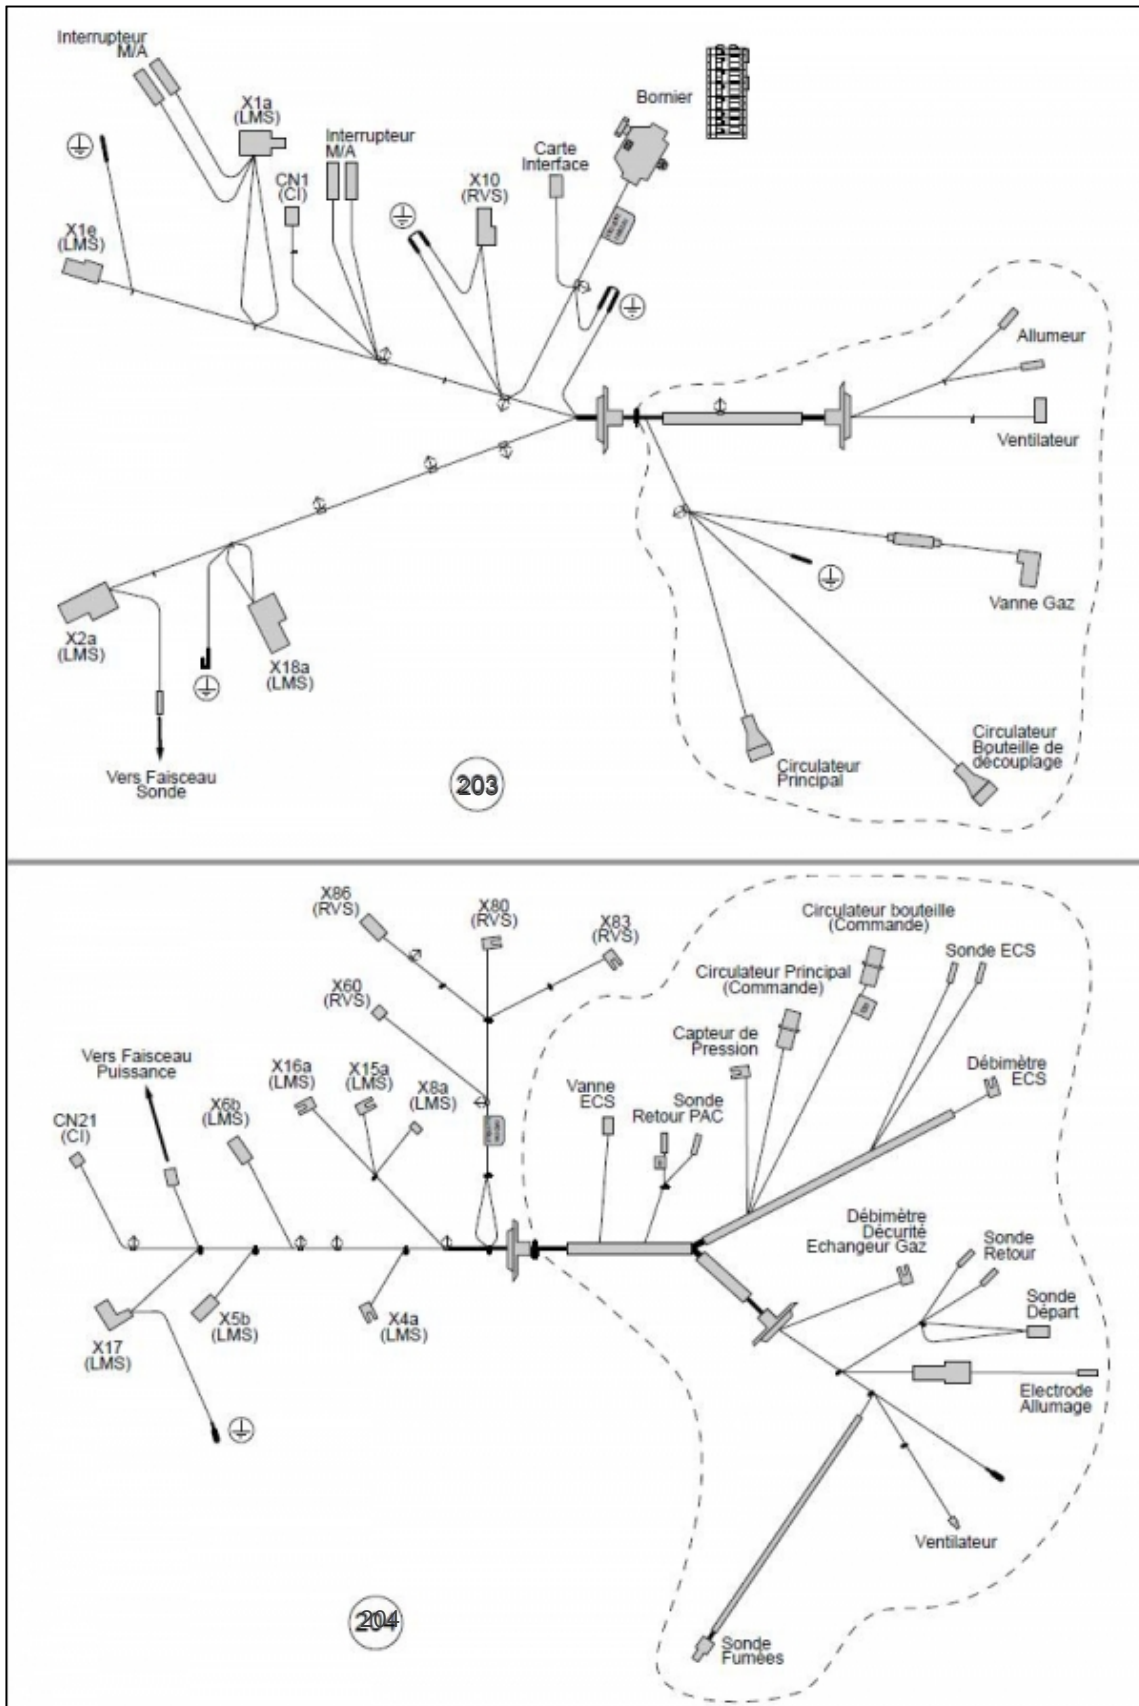 Interrupteur
M/A
X1a
(LMS)
Interrupteur
M/A
CN1
(CI)
X10
(RVS)
Carte
Interface
Bornier
X1e
(LMS)
Allumeur
Ventilateur
Vanne Gaz
X2a
(LMS)
X18a
(LMS)
Vers Faisceau
Sonde
203
Circulateur
Principal
Circulateur
Bouteille de
découplage
X86
(RVS)
X80
(RVS)
X83
(RVS)
X60
(RVS)
Circulateur bouteille
(Commande)
Sonde ECS
Circulateur Principal
(Commande)
Capteur de
Pression
Débimètre
ECS
Vers Faisceau
Puissance
X16a
(LMS)
X15a
(LMS)
X8a
(LMS)
Vanne
ECS
Sonde
Retour PAC
CN21
(CI)
X6b
(LMS)
Débimètre
Décurité
Echangeur Gaz
Sonde
Retour
Sonde
Départ
X17
(LMS)
X5b
(LMS)
X4a
(LMS)
Electrode
Allumage
Ventilateur
204
Sonde
Fumées